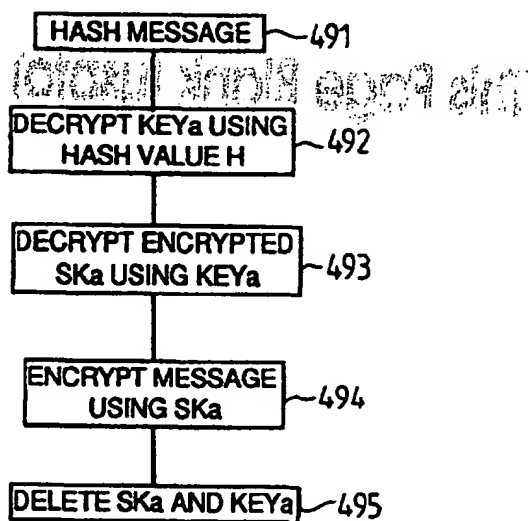 HASH MESSAGE 491
DECRYPT KEYa USING
HASH VALUE H 492
DECRYPT ENCRYPTED
SKa USING KEYa 493
ENCRYPT MESSAGE
USING SKa 494
DELETE SKa AND KEYa 495